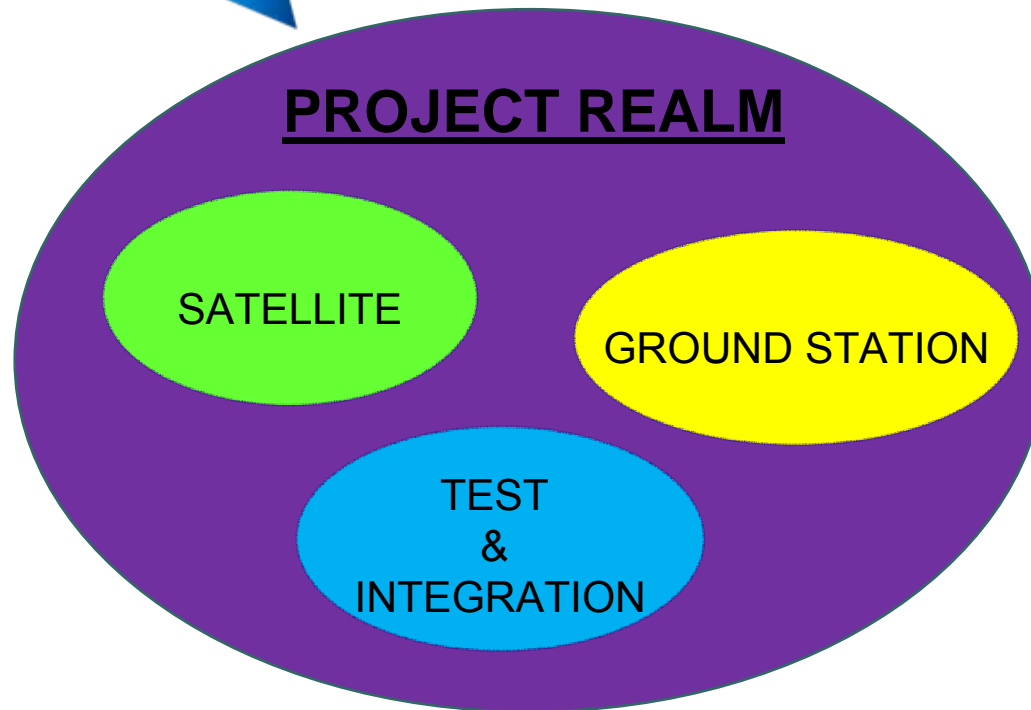 PROJECT REALM
SATELLITE
GROUND STATION
TEST
&
INTEGRATION